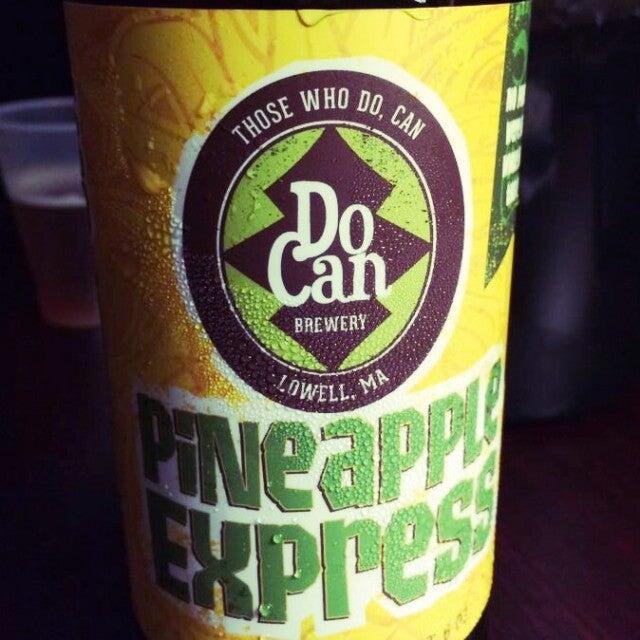 THOSE WHO DO, CAN
Do
Can
BREWERY
LOWELL, MA
PiNeaPPLe
EXPRess